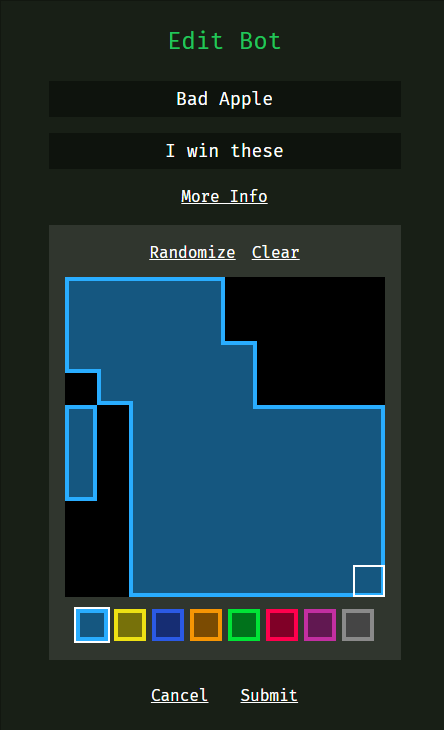 Edit Bot
Bad Apple
I win these
More Info
Randomize Clear
Cancel Submit